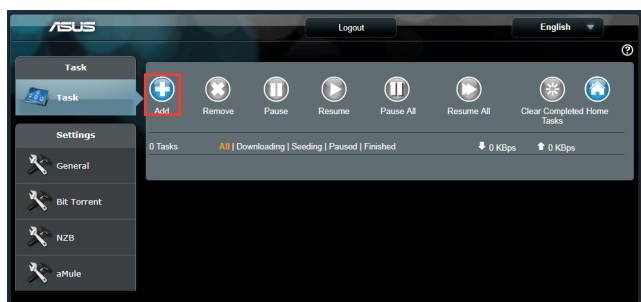 ASUS
Logout
English
?
Task
Task
Settings
General
Bit Torrent
NZB
aMule
Add
Remove
Pause
Resume
Pause All
Resume All
Clear Completed
Tasks
Home
0 Tasks
All | Downloading | Seeding | Paused | Finished
0 KBps
0 KBps